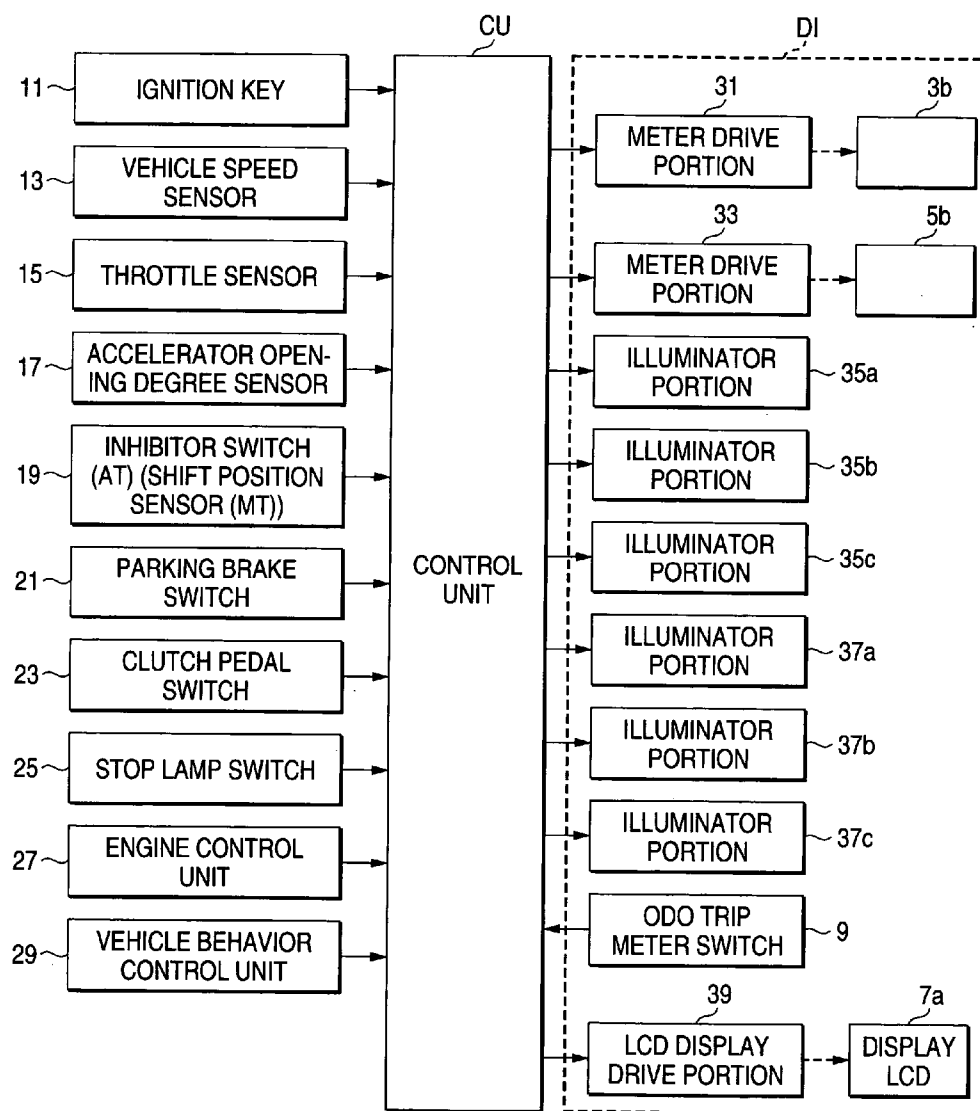 CU
DI
11
IGNITION KEY
13
VEHICLE SPEED
SENSOR
15
THROTTLE SENSOR
17
ACCELERATOR OPEN-
ING DEGREE SENSOR
19
INHIBITOR SWITCH
(AT) (SHIFT POSITION
SENSOR (MT))
21
PARKING BRAKE
SWITCH
23
CLUTCH PEDAL
SWITCH
25
STOP LAMP SWITCH
27
ENGINE CONTROL
UNIT
29
VEHICLE BEHAVIOR
CONTROL UNIT
CONTROL
UNIT
31
METER DRIVE
PORTION
3b
33
METER DRIVE
PORTION
5b
ILLUMINATOR
PORTION
35a
ILLUMINATOR
PORTION
35b
ILLUMINATOR
PORTION
35c
ILLUMINATOR
PORTION
37a
ILLUMINATOR
PORTION
37b
ILLUMINATOR
PORTION
37c
ODO TRIP
METER SWITCH
9
39
LCD DISPLAY
DRIVE PORTION
7a
DISPLAY
LCD